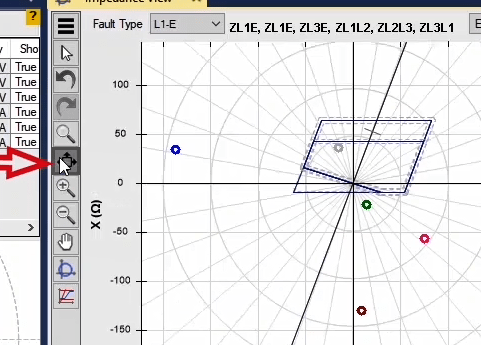 Impedance View
?
Fault Type L1-E ZL1E, ZL1E, ZL3E, ZL1L2, ZL2L3, ZL3L1 E
Sho
V True
V True
V True
A True
A True
A True
X (Ω)
100
50
0
-50
-100
-150